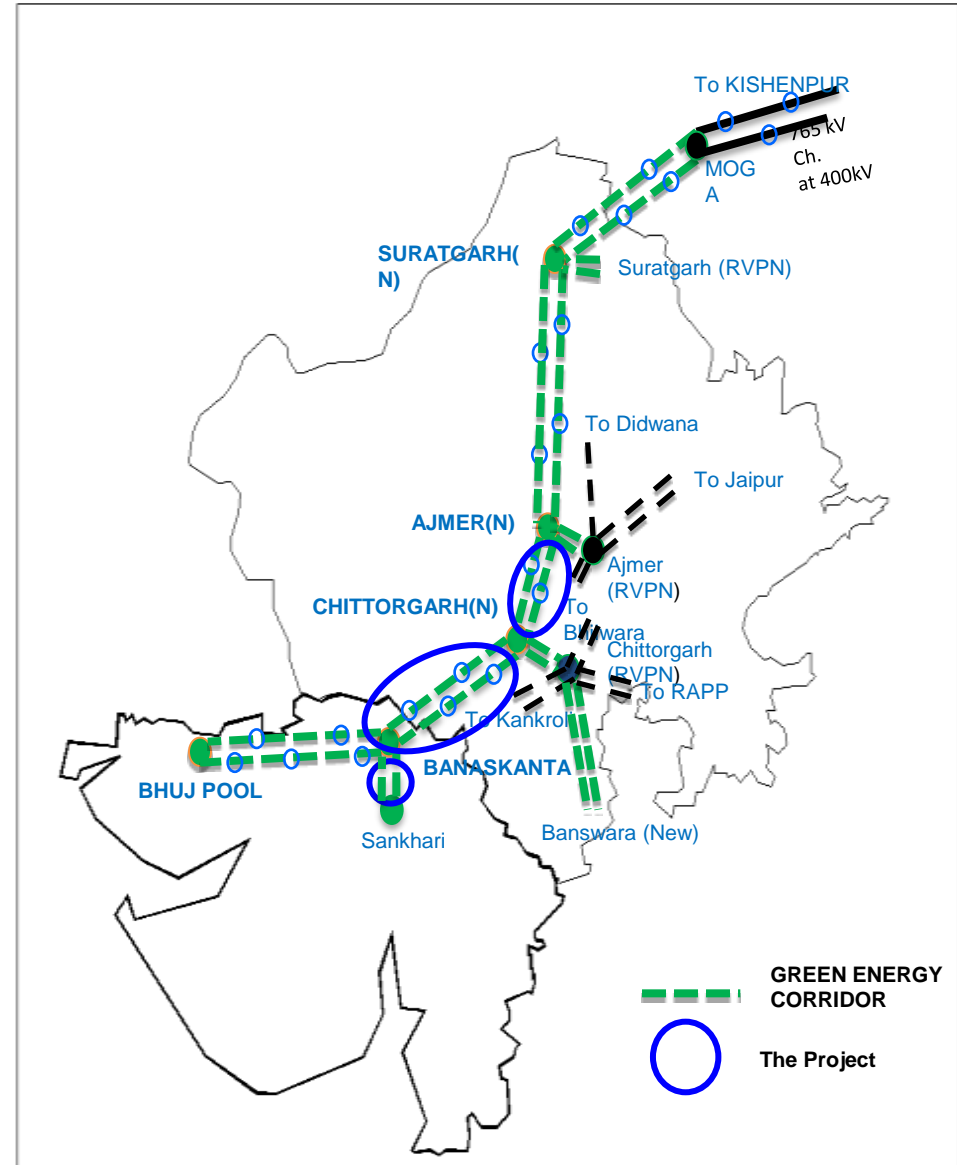 To KISHENPUR
765 kV
Ch.
at 400kV
MOG
A
SURATGARH(
N)
Suratgarh (RVPN)
To Didwana
To Jaipur
AJMER(N)
Ajmer
(RVPN)
CHITTORGARH(N)
To
Bhilwara
Chittorgarh
(RVPN)
To RAPP
To Kankroli
BANASKANTA
BHUJ POOL
Sankhari
Banswara (New)
GREEN ENERGY
CORRIDOR
The Project